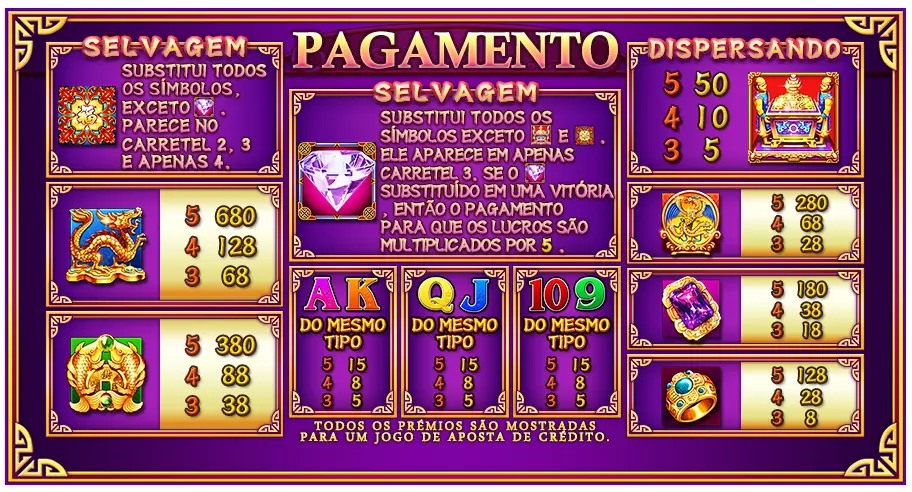 PAGAMENTO
SELVAGEM
SUBSTITUI TODOS
OS SÍMBOLOS,
EXCETO .
PARECE NO
CARRETEL 2, 3
E APENAS 4.
SELVAGEM
SUBSTITUI TODOS OS
SÍMBOLOS EXCETO E .
ELE APARECE EM APENAS
CARRETEL 3, SE O
SUBSTITUÍDO EM UMA VITÓRIA
, ENTÃO O PAGAMENTO
PARA QUE OS LUCROS SÃO
MULTIPLICADOS POR 5 .
DISPERSANDO
5 50
4 10
3 5
5 680
4 128
3 68
5 380
4 88
3 38
A K
DO MESMO
TIPO
5 15
4 8
3 5
Q J
DO MESMO
TIPO
5 15
4 8
3 5
10 9
DO MESMO
TIPO
5 15
4 8
3 5
5 280
4 68
3 28
5 180
4 38
3 18
5 128
4 28
3 8
TODOS OS PRÉMIOS SÃO MOSTRADAS
PARA UM JOGO DE APOSTA DE CRÉDITO.